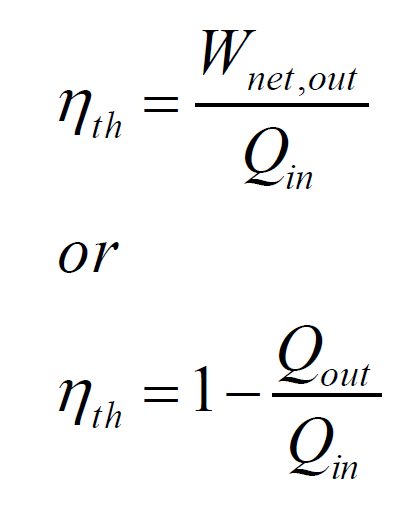 η_th = W_net,out / Q_in
or
η_th = 1 − Q_out / Q_in